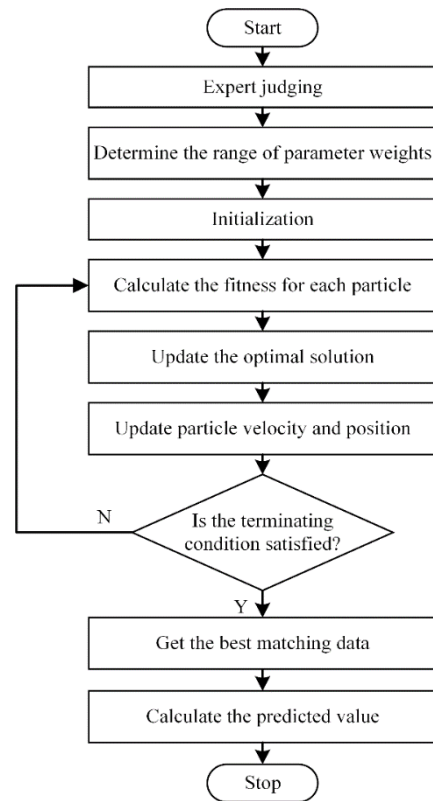 Start
Expert judging
Determine the range of parameter weights
Initialization
Calculate the fitness for each particle
Update the optimal solution
Update particle velocity and position
N
Is the terminating
condition satisfied?
Y
Get the best matching data
Calculate the predicted value
Stop